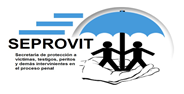 SEPROVIT
Secretaría de protección a
víctimas, testigos, peritos
y demás intervinientes en
el proceso penal